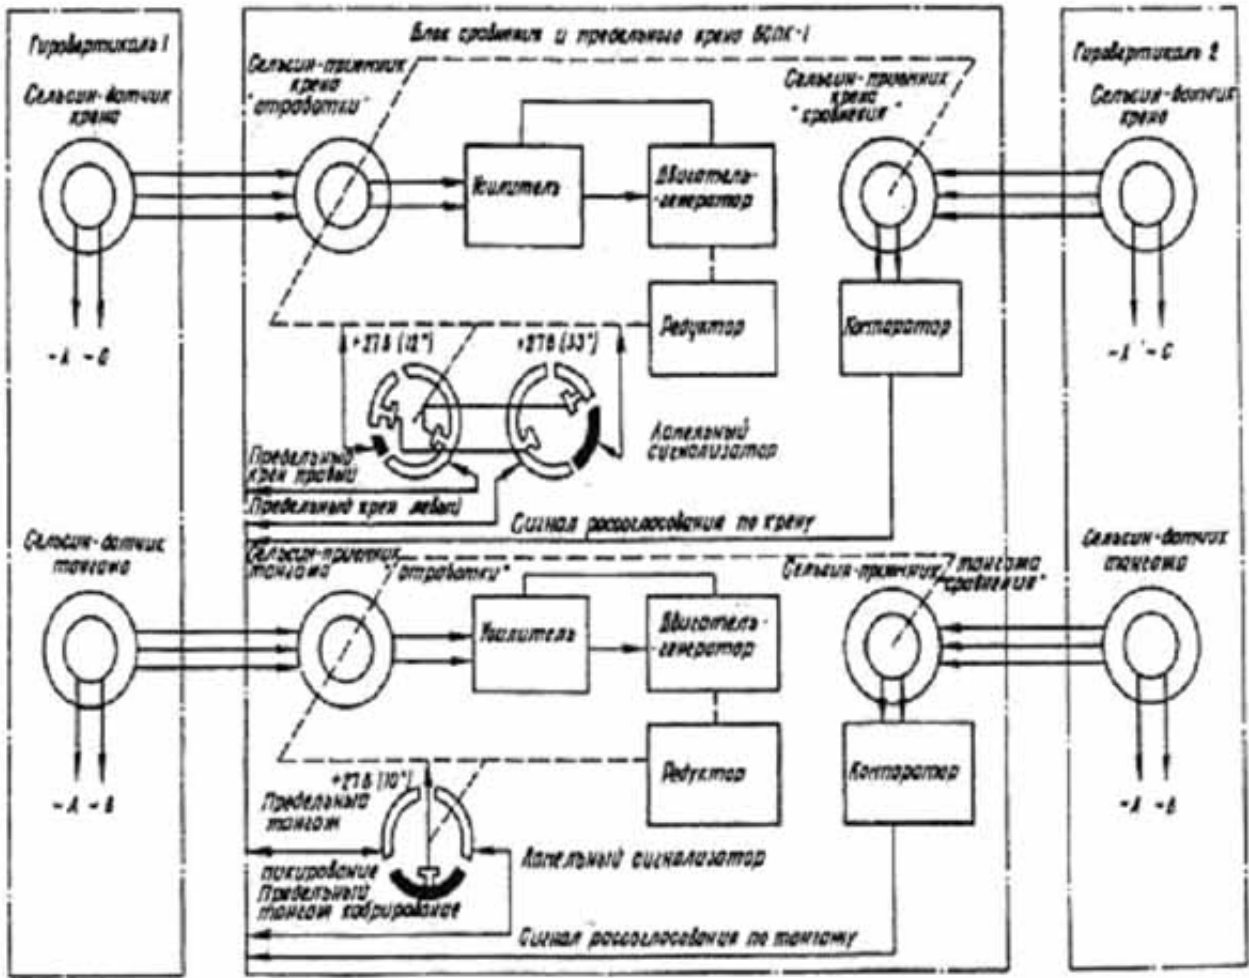 Гировертикаль 1
Блок сравнения и предельного крена БСПК-1
Гировертикаль 2
Сельсин-датчик
крена
Сельсин-приемник
крена
"отработки"
Сельсин-приемник
крена
"сравнения"
Сельсин-датчик
крена
Усилитель
Двигатель-
-генератор
Редуктор
Компаратор
~А ~С
~А ~С
+27В (12°)
+27В (33°)
Ламельный
сигнализатор
Предельный
крен правый
Предельный крен левый
Сигнал рассогласования по крену
Сельсин-датчик
тангажа
Сельсин-приемник
тангажа "отработки"
Сельсин-приемник тангажа
"сравнения"
Сельсин-датчик
тангажа
Усилитель
Двигатель-
-генератор
Редуктор
Компаратор
~А ~В
~А ~В
+27В (10°)
Предельный
тангаж
пикирование
Предельный
тангаж кабрирование
Ламельный сигнализатор
Сигнал рассогласования по тангажу